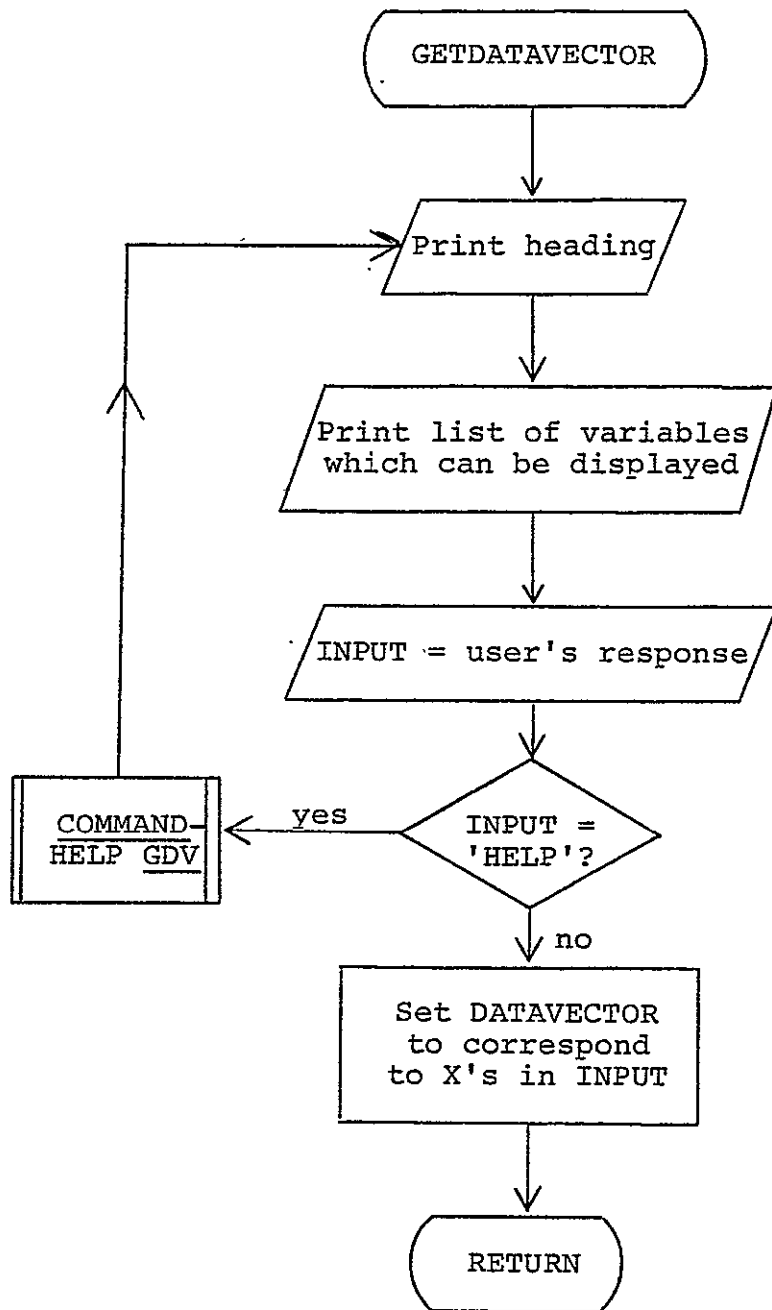 GETDATAVECTOR
Print heading
Print list of variables
which can be displayed
INPUT = user's response
INPUT =
'HELP'?
yes
COMMAND-
HELP GDV
no
Set DATAVECTOR
to correspond
to X's in INPUT
RETURN